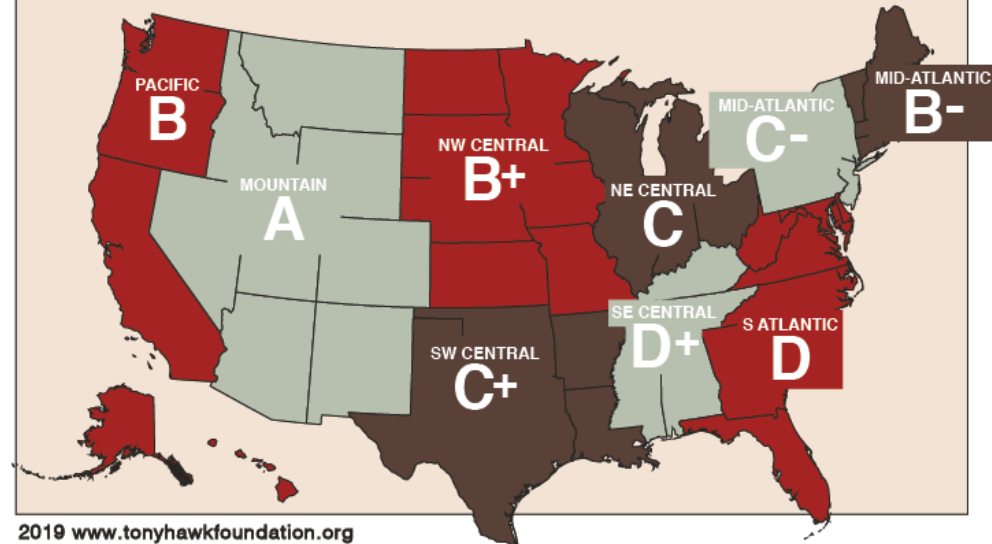 PACIFIC
B
MOUNTAIN
A
NW CENTRAL
B+
NE CENTRAL
C
MID-ATLANTIC
C-
MID-ATLANTIC
B-
SW CENTRAL
C+
SE CENTRAL
D+
S ATLANTIC
D
2019 www.tonyhawkfoundation.org